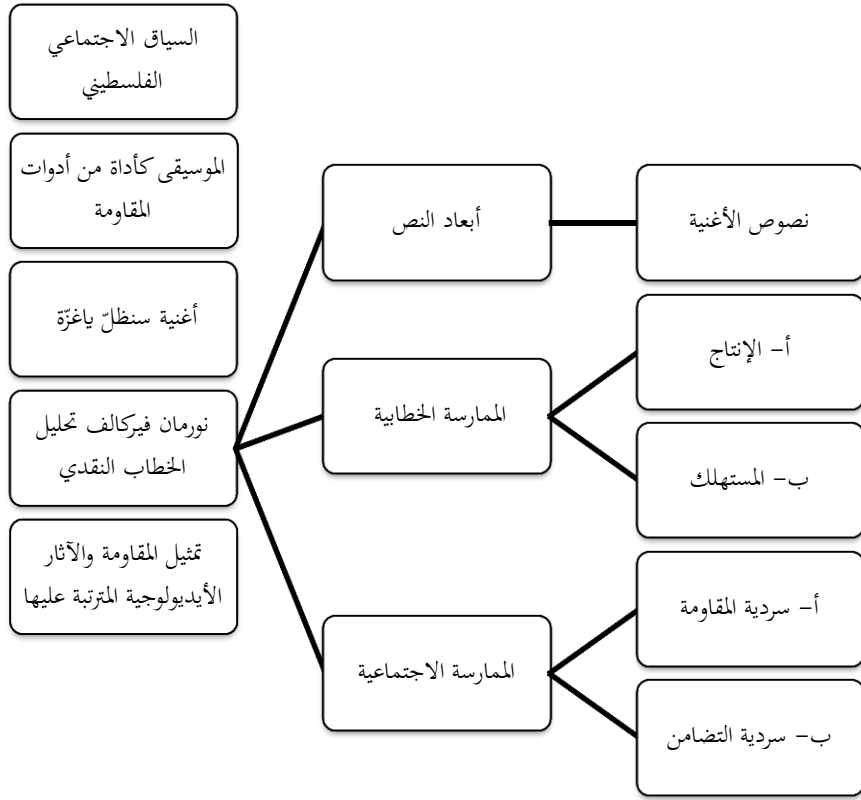 السياق الاجتماعي
الفلسطيني
الموسيقى كأداة من أدوات
المقاومة
أغنية سنظلّ ياغزّة
نورمان فيركالف تحليل
الخطاب النقدي
تمثيل المقاومة والآثار
الأيديولوجية المترتبة عليها
أبعاد النص
الممارسة الخطابية
الممارسة الاجتماعية
نصوص الأغنية
أ- الإنتاج
ب- المستهلك
أ- سردية المقاومة
ب- سردية التضامن